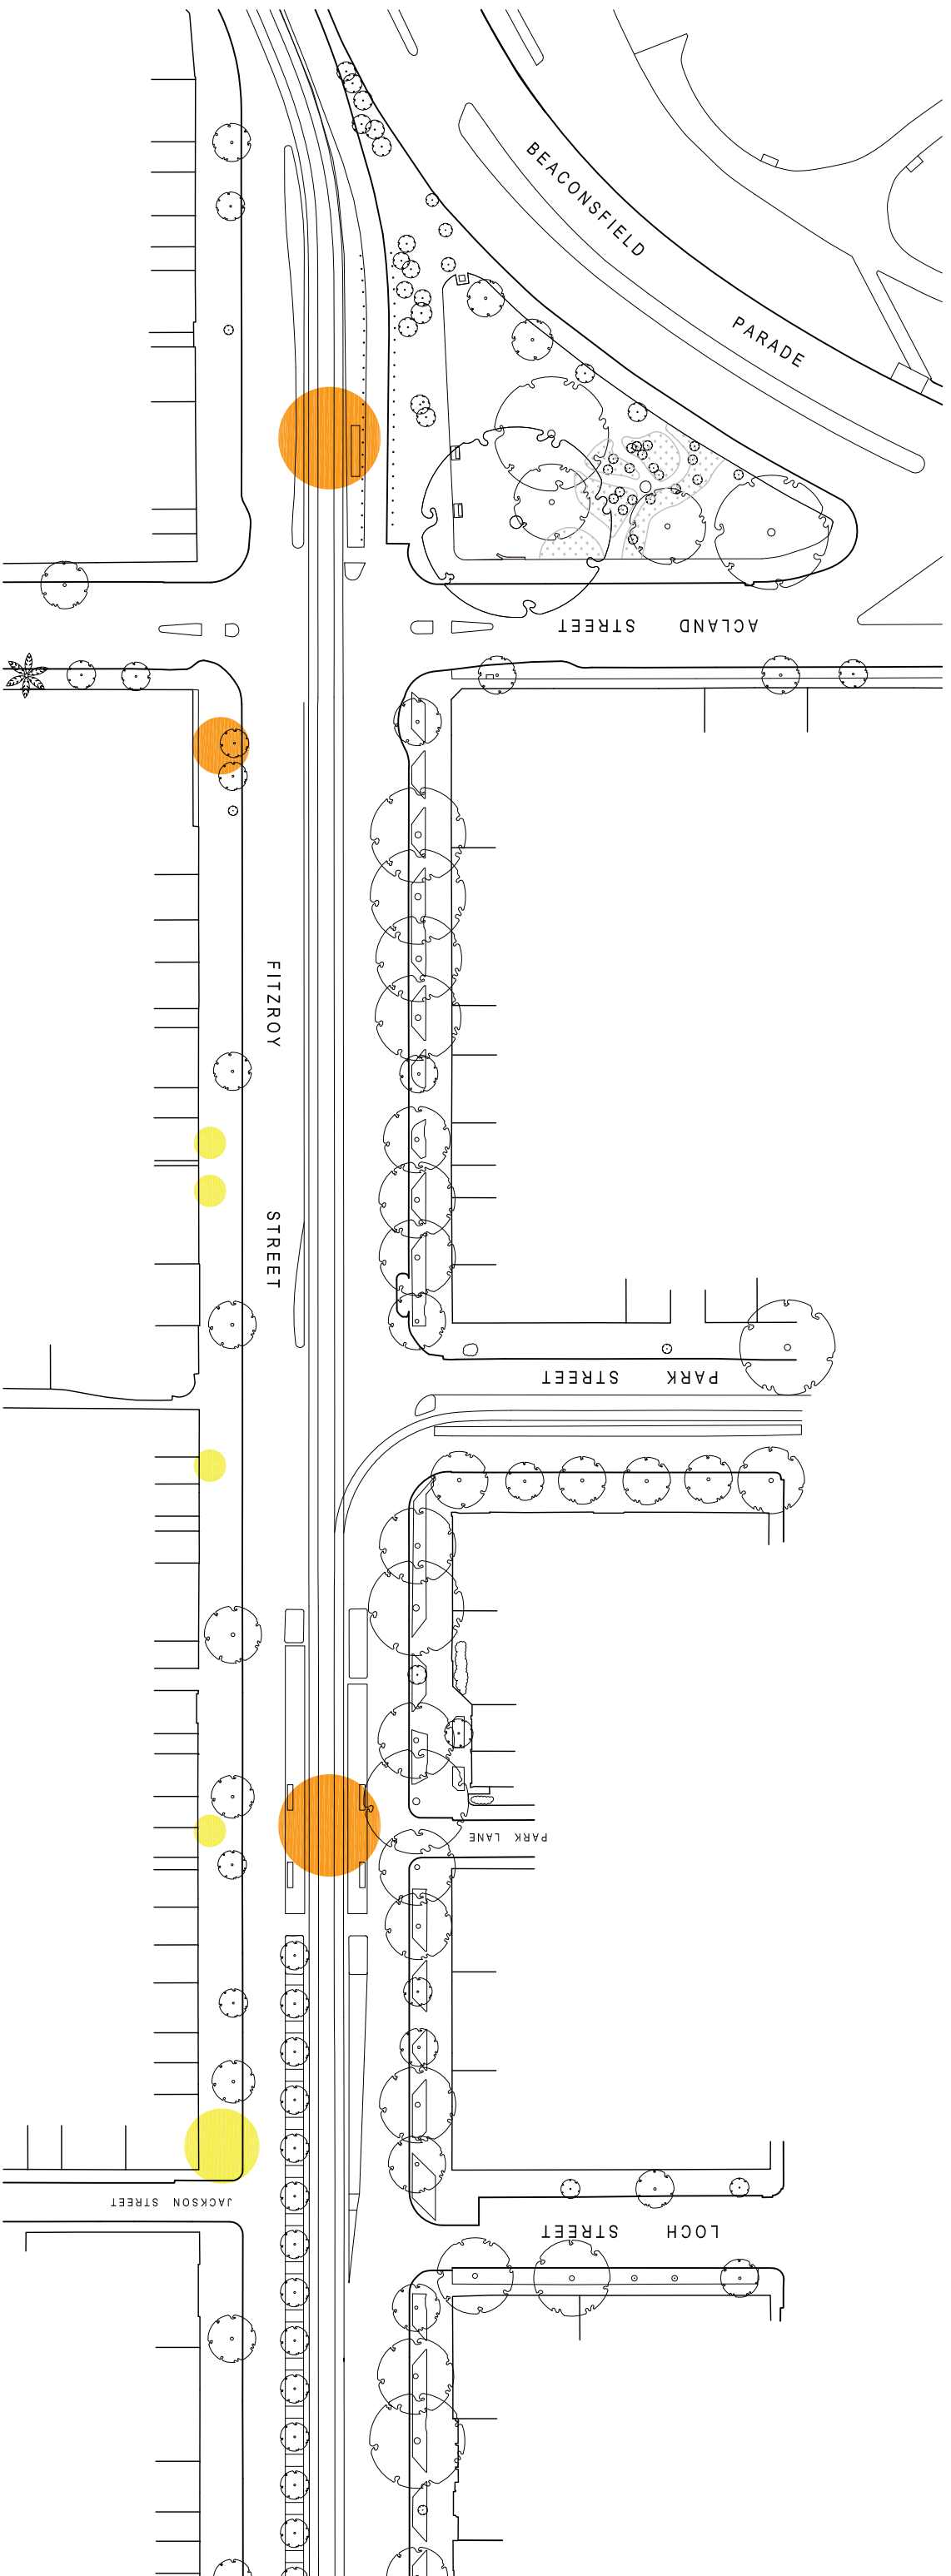 BEACONSFIELD
PARADE
ACLAND STREET
FITZROY
STREET
PARK STREET
PARK LANE
JACKSON STREET
LOCH STREET